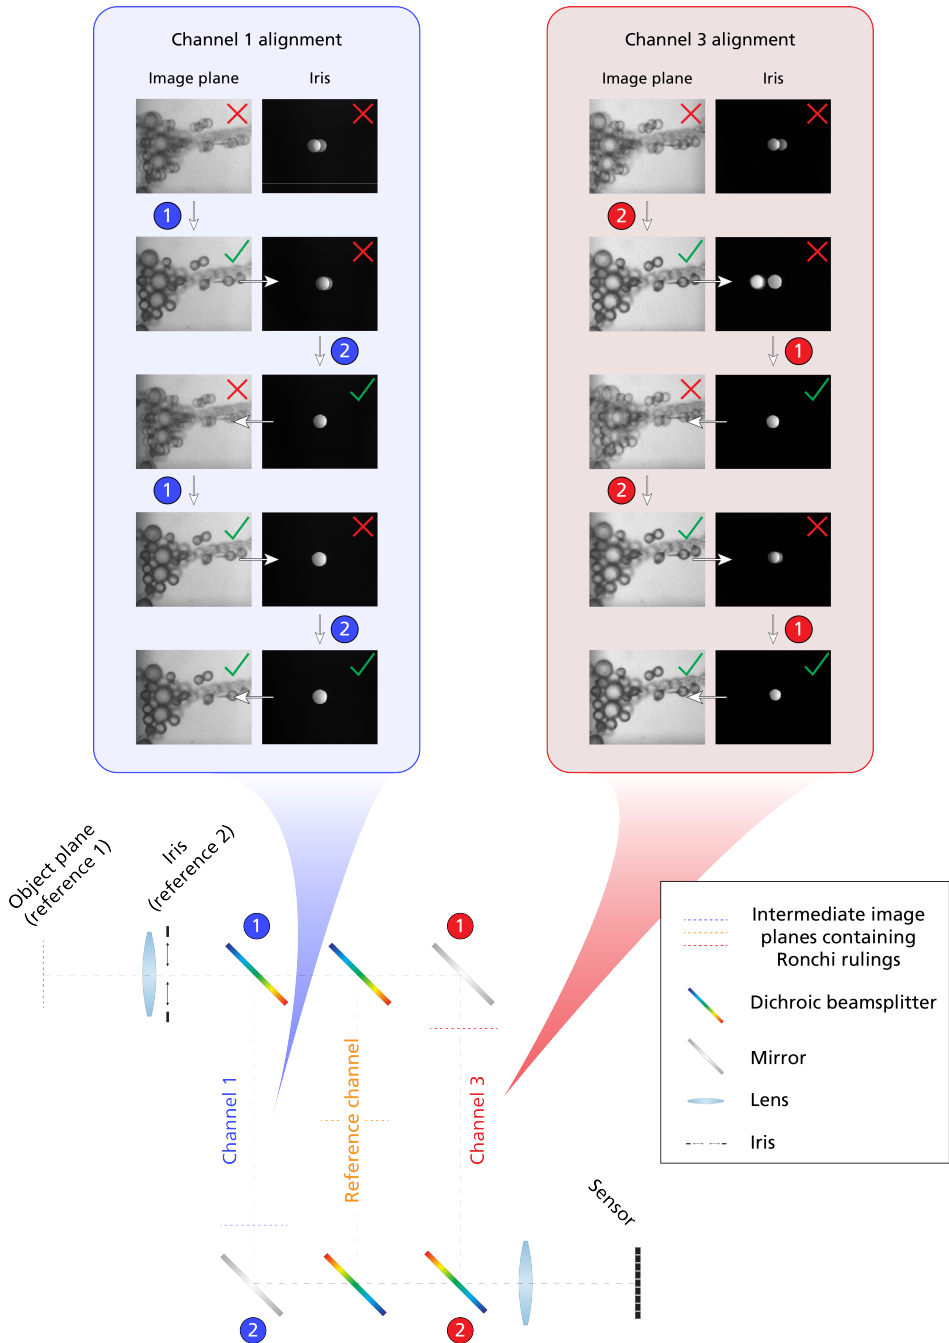 Channel 1 alignment
Image plane
Iris
1
2
1
2
Channel 3 alignment
Image plane
Iris
2
1
2
1
Object plane
(reference 1)
Iris
(reference 2)
1
1
Channel 1
Reference channel
Channel 3
2
2
Sensor
Intermediate image
planes containing
Ronchi rulings
Dichroic beamsplitter
Mirror
Lens
Iris